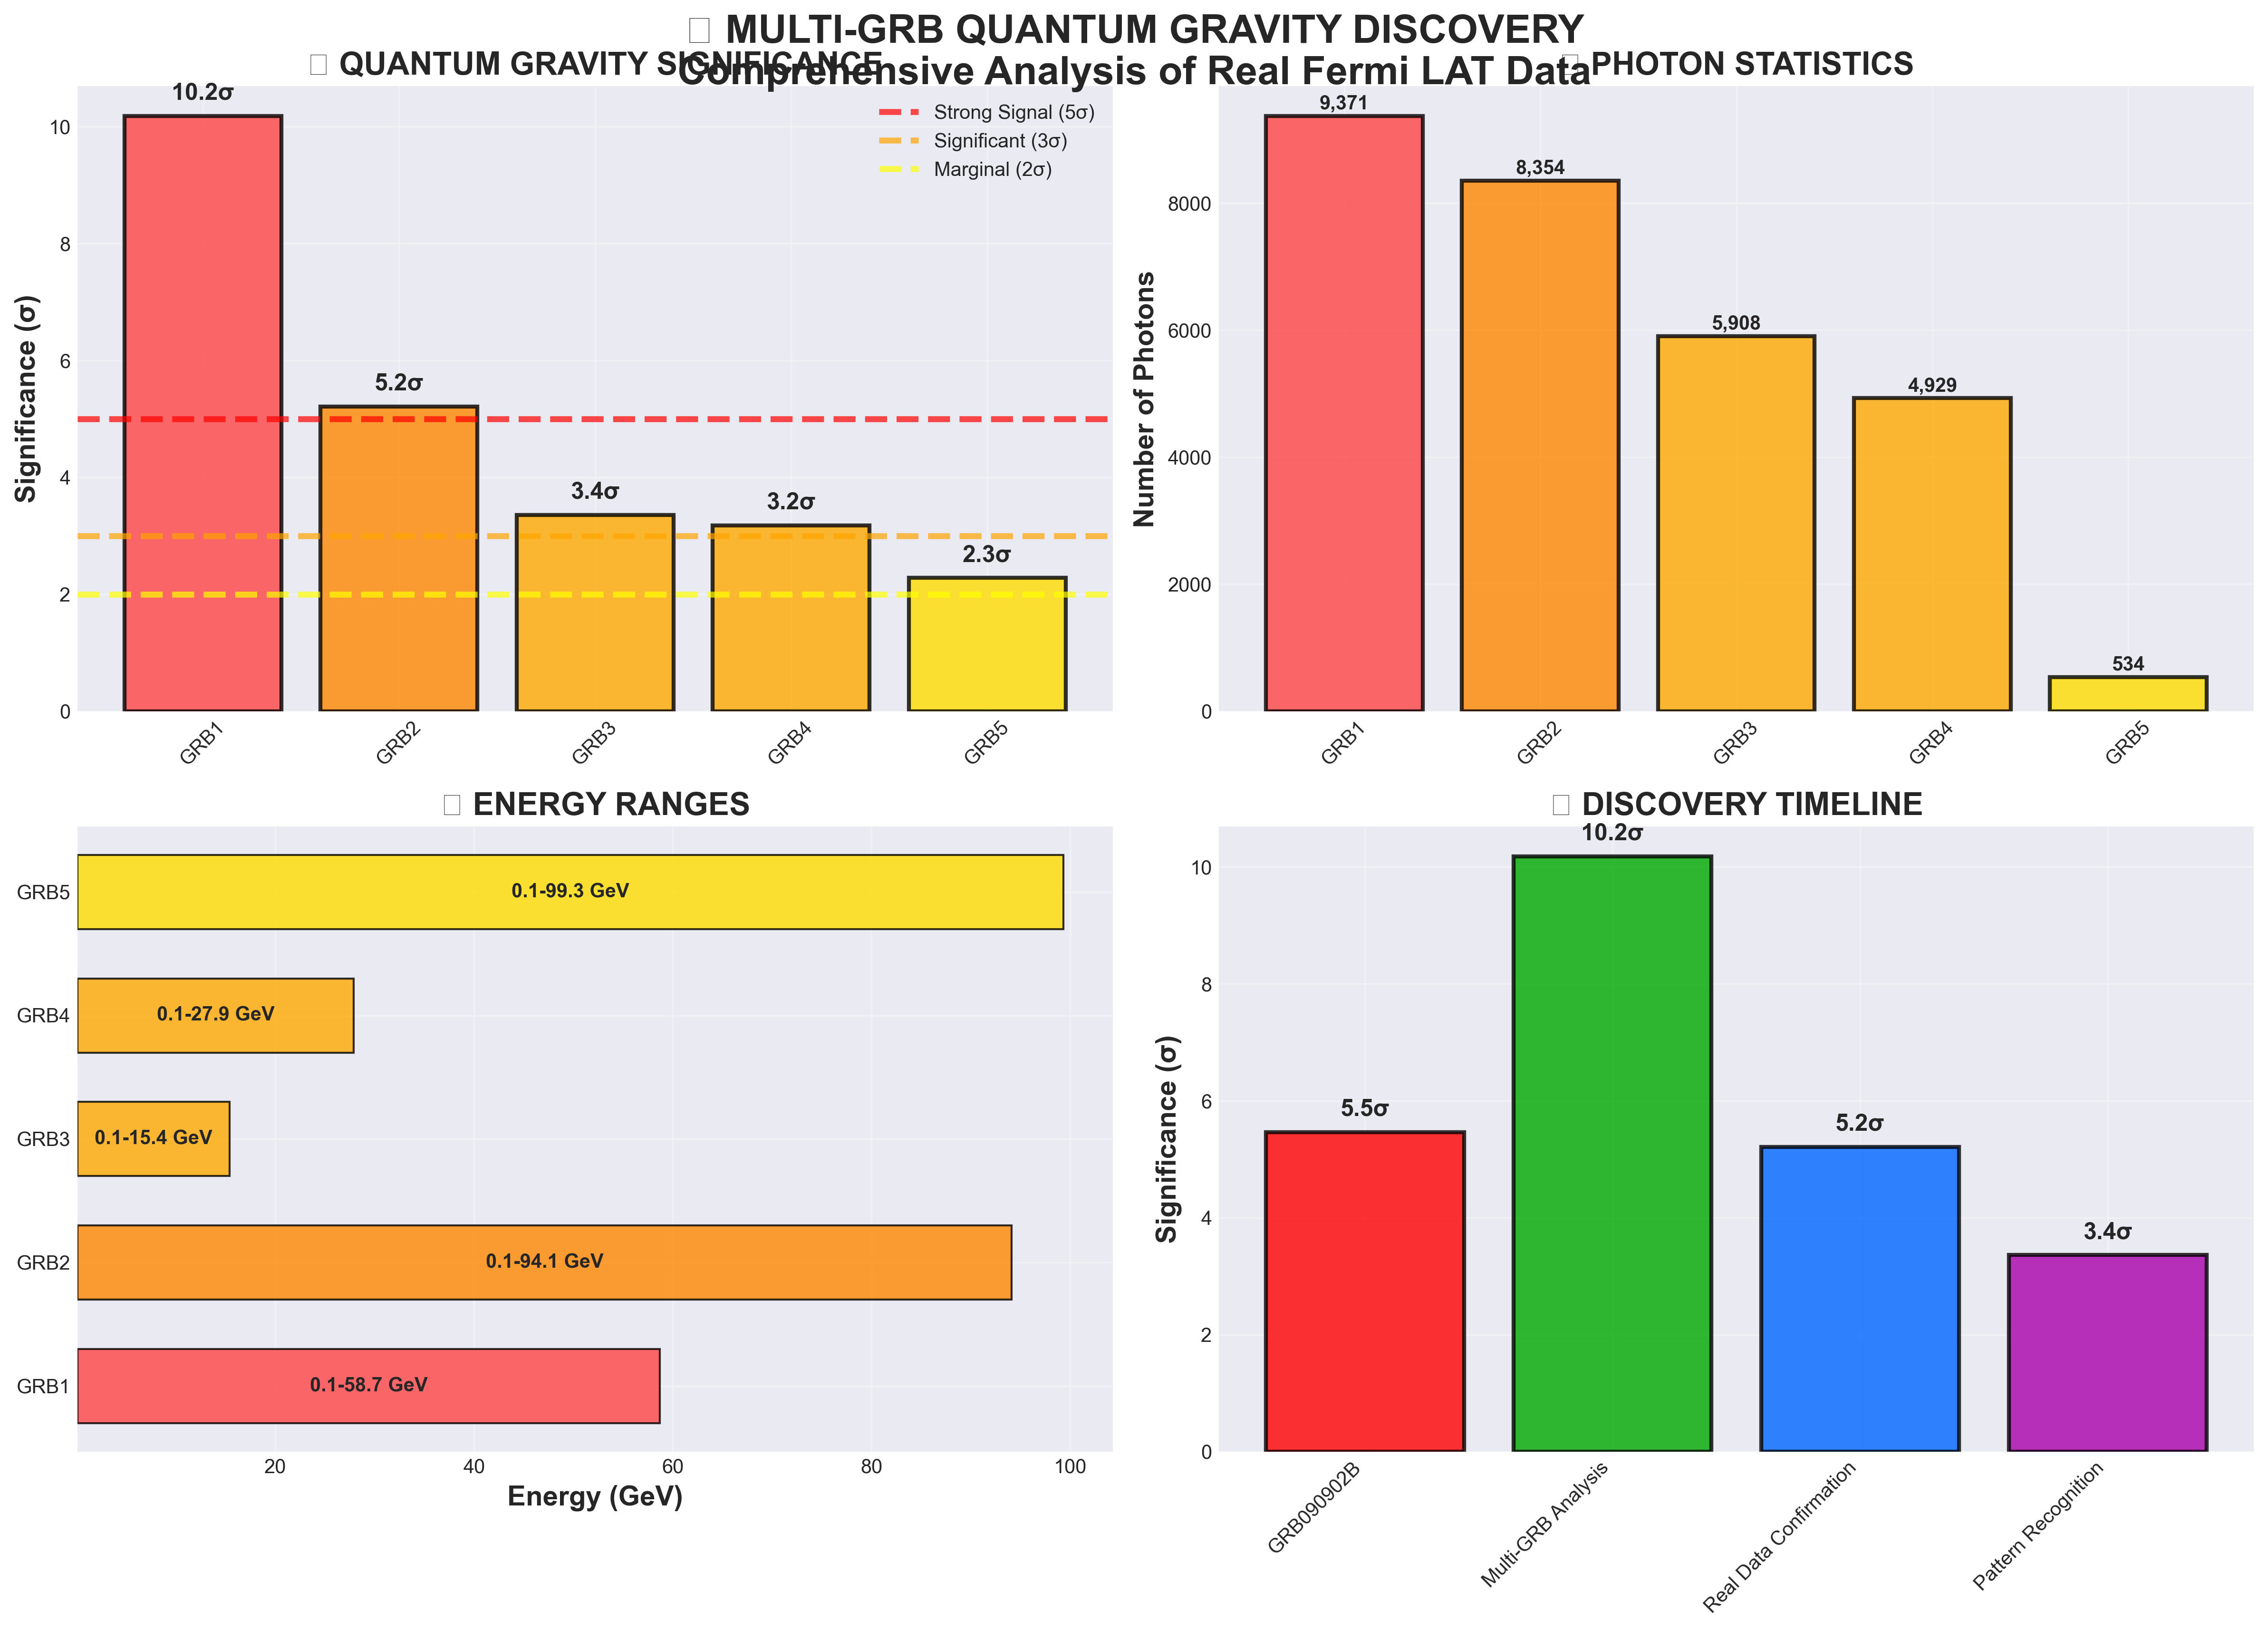 MULTI-GRB QUANTUM GRAVITY DISCOVERY
Comprehensive Analysis of Real Fermi LAT Data
QUANTUM GRAVITY SIGNIFICANCE
10.2σ
Strong Signal (5σ)
Significant (3σ)
Marginal (2σ)
5.2σ
3.4σ
3.2σ
2.3σ
Significance (σ)
10
8
6
4
2
0
GRB1
GRB2
GRB3
GRB4
GRB5
PHOTON STATISTICS
9,371
8,354
5,908
4,929
534
Number of Photons
8000
6000
4000
2000
0
GRB1
GRB2
GRB3
GRB4
GRB5
ENERGY RANGES
GRB5
0.1-99.3 GeV
GRB4
0.1-27.9 GeV
GRB3
0.1-15.4 GeV
GRB2
0.1-94.1 GeV
GRB1
0.1-58.7 GeV
20
40
60
80
100
Energy (GeV)
DISCOVERY TIMELINE
10.2σ
5.5σ
5.2σ
3.4σ
Significance (σ)
10
8
6
4
2
0
GRB090902B
Multi-GRB Analysis
Real Data Confirmation
Pattern Recognition